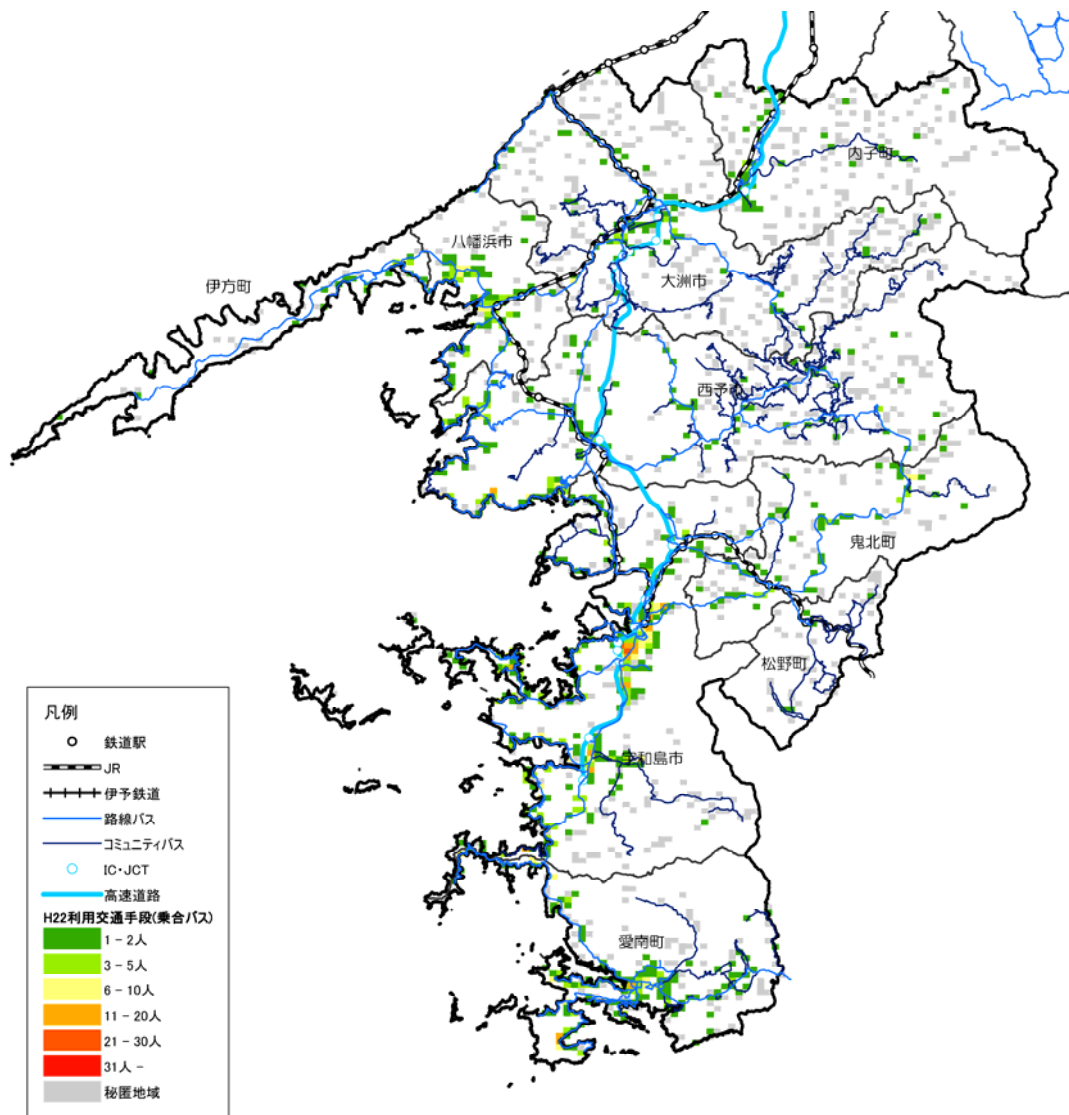 内子町
八幡浜市
大洲市
伊方町
西予市
鬼北町
松野町
宇和島市
愛南町
凡例
鉄道駅
JR
伊予鉄道
路線バス
コミュニティバス
IC・JCT
高速道路
H22利用交通手段(乗合バス)
1 - 2人
3 - 5人
6 - 10人
11 - 20人
21 - 30人
31人 -
秘匿地域